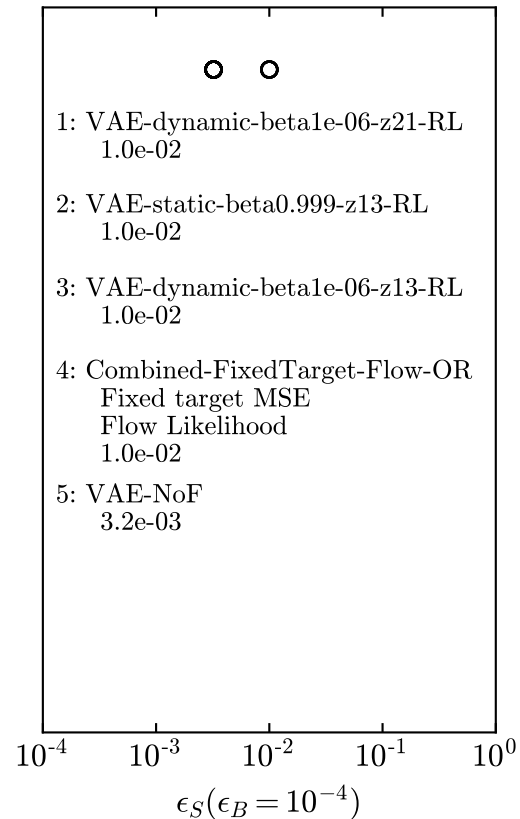 1: VAE-dynamic-beta1e-06-z21-RL
1.0e-02
2: VAE-static-beta0.999-z13-RL
1.0e-02
3: VAE-dynamic-beta1e-06-z13-RL
1.0e-02
4: Combined-FixedTarget-Flow-OR
Fixed target MSE
Flow Likelihood
1.0e-02
5: VAE-NoF
3.2e-03
10⁻⁴ 10⁻³ 10⁻² 10⁻¹ 10⁰
ϵ_S(ϵ_B = 10⁻⁴)